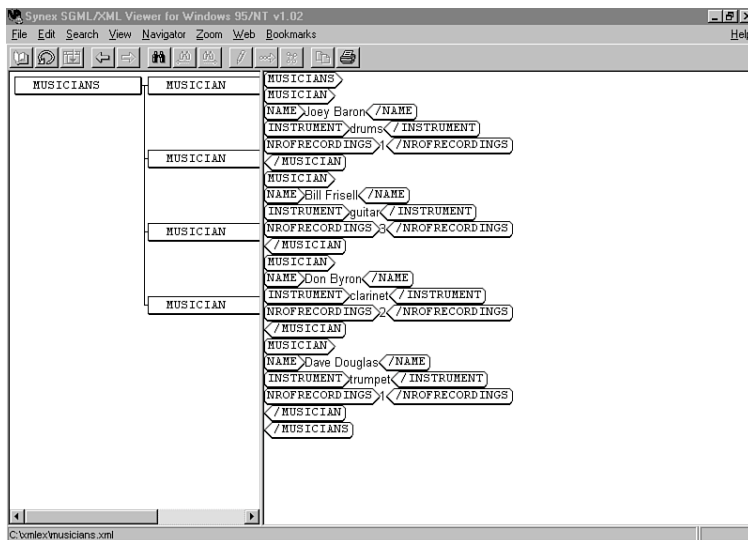 Synex SGML/XML Viewer for Windows 95/NT v1.02
File Edit Search View Navigator Zoom Web Bookmarks Help
MUSICIANS
MUSICIAN
MUSICIAN
MUSICIAN
MUSICIAN
MUSICIANS
MUSICIAN
NAME Joey Baron /NAME
INSTRUMENT drums /INSTRUMENT
NROFRECORDINGS 1 /NROFRECORDINGS
/MUSICIAN
MUSICIAN
NAME Bill Frisell /NAME
INSTRUMENT guitar /INSTRUMENT
NROFRECORDINGS 3 /NROFRECORDINGS
/MUSICIAN
MUSICIAN
NAME Don Byron /NAME
INSTRUMENT clarinet /INSTRUMENT
NROFRECORDINGS 2 /NROFRECORDINGS
/MUSICIAN
MUSICIAN
NAME Dave Douglas /NAME
INSTRUMENT trumpet /INSTRUMENT
NROFRECORDINGS 1 /NROFRECORDINGS
/MUSICIAN
/MUSICIANS
C:\xmlex\musicians.xml